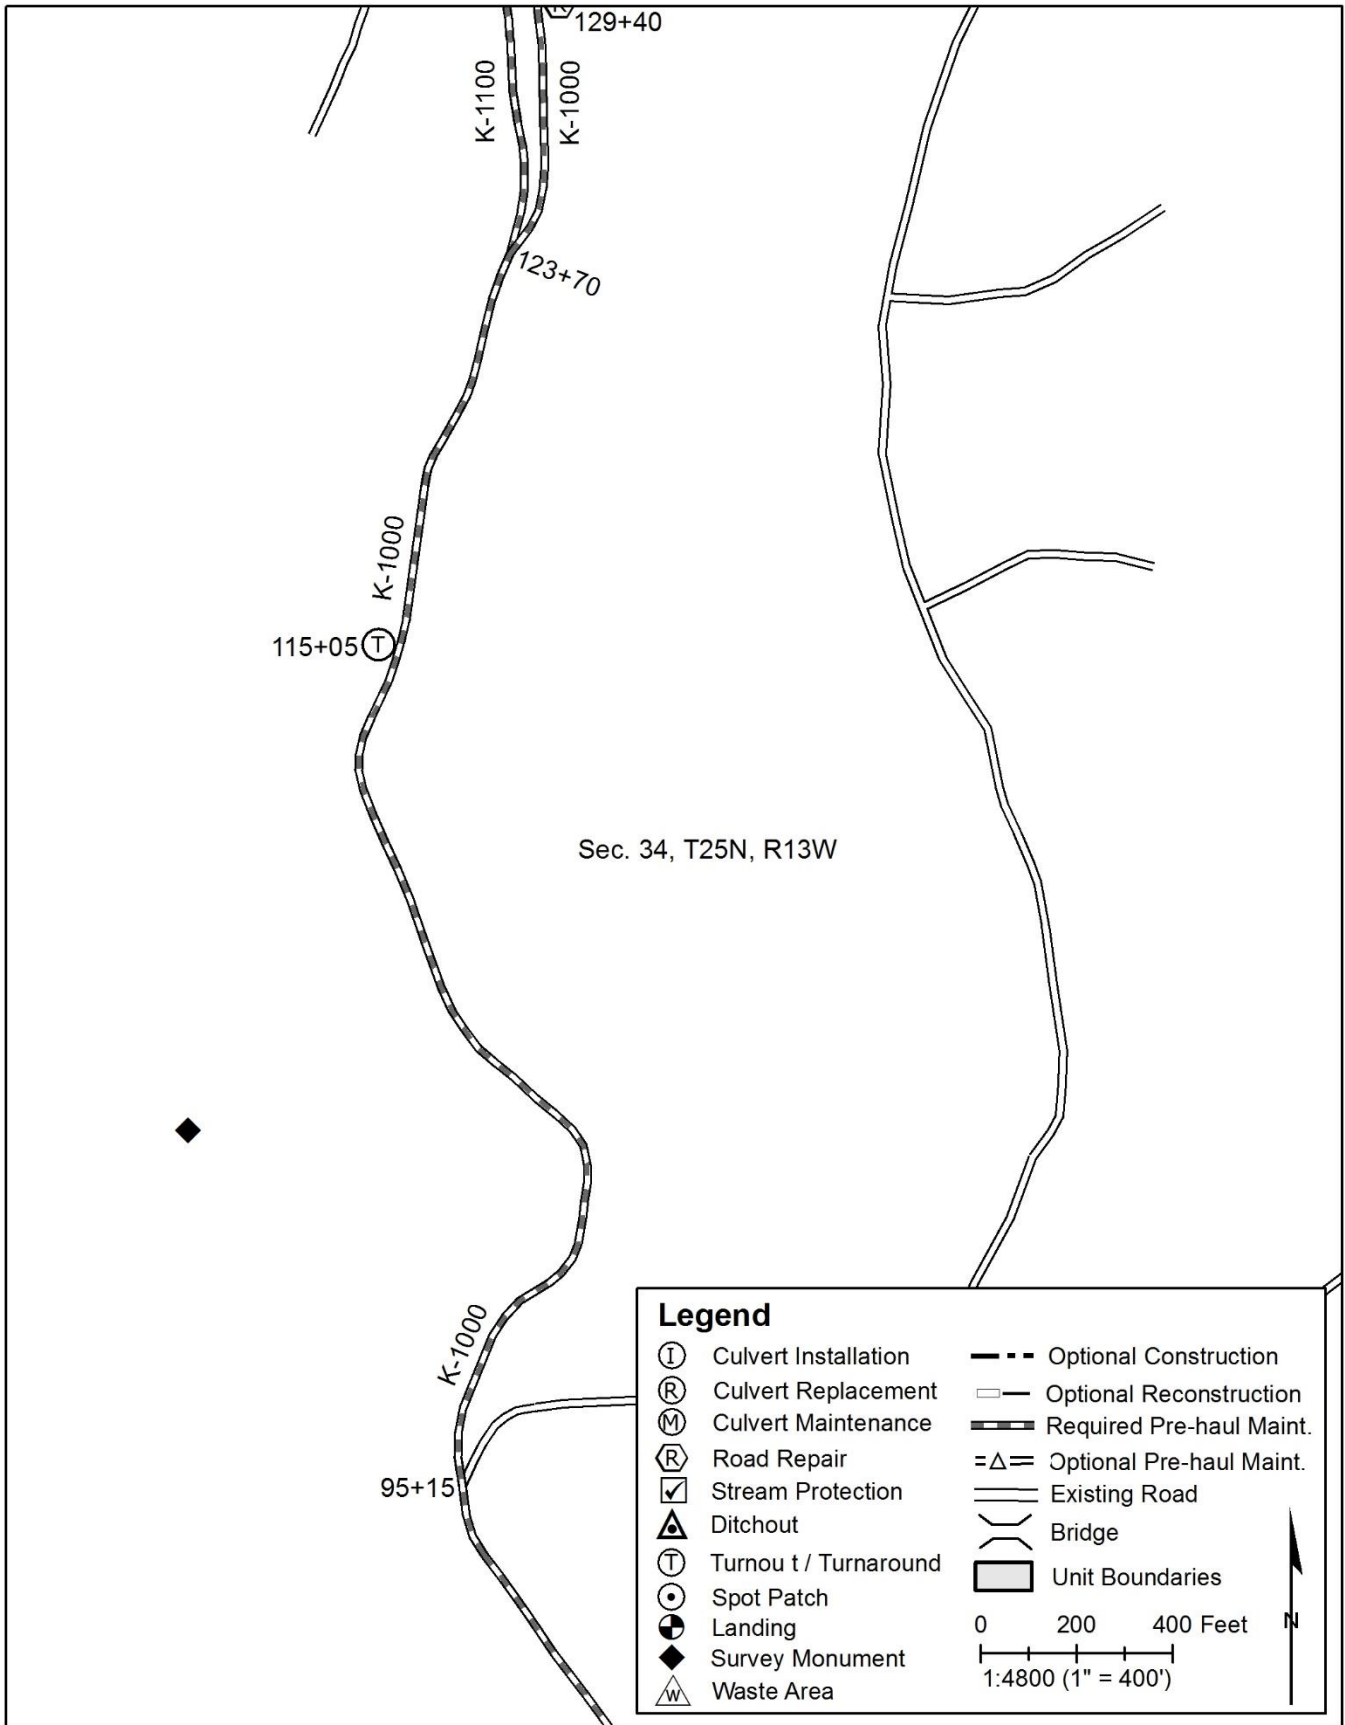 R 129+40
K-1100
K-1000
123+70
K-1000
115+05 T
Sec. 34, T25N, R13W
K-1000
95+15
Legend
I Culvert Installation
R Culvert Replacement
M Culvert Maintenance
R Road Repair
Stream Protection
Ditchout
T Turnou t / Turnaround
Spot Patch
Landing
Survey Monument
W Waste Area
Optional Construction
Optional Reconstruction
Required Pre-haul Maint.
Optional Pre-haul Maint.
Existing Road
Bridge
Unit Boundaries
0 200 400 Feet
1:4800 (1" = 400')
N